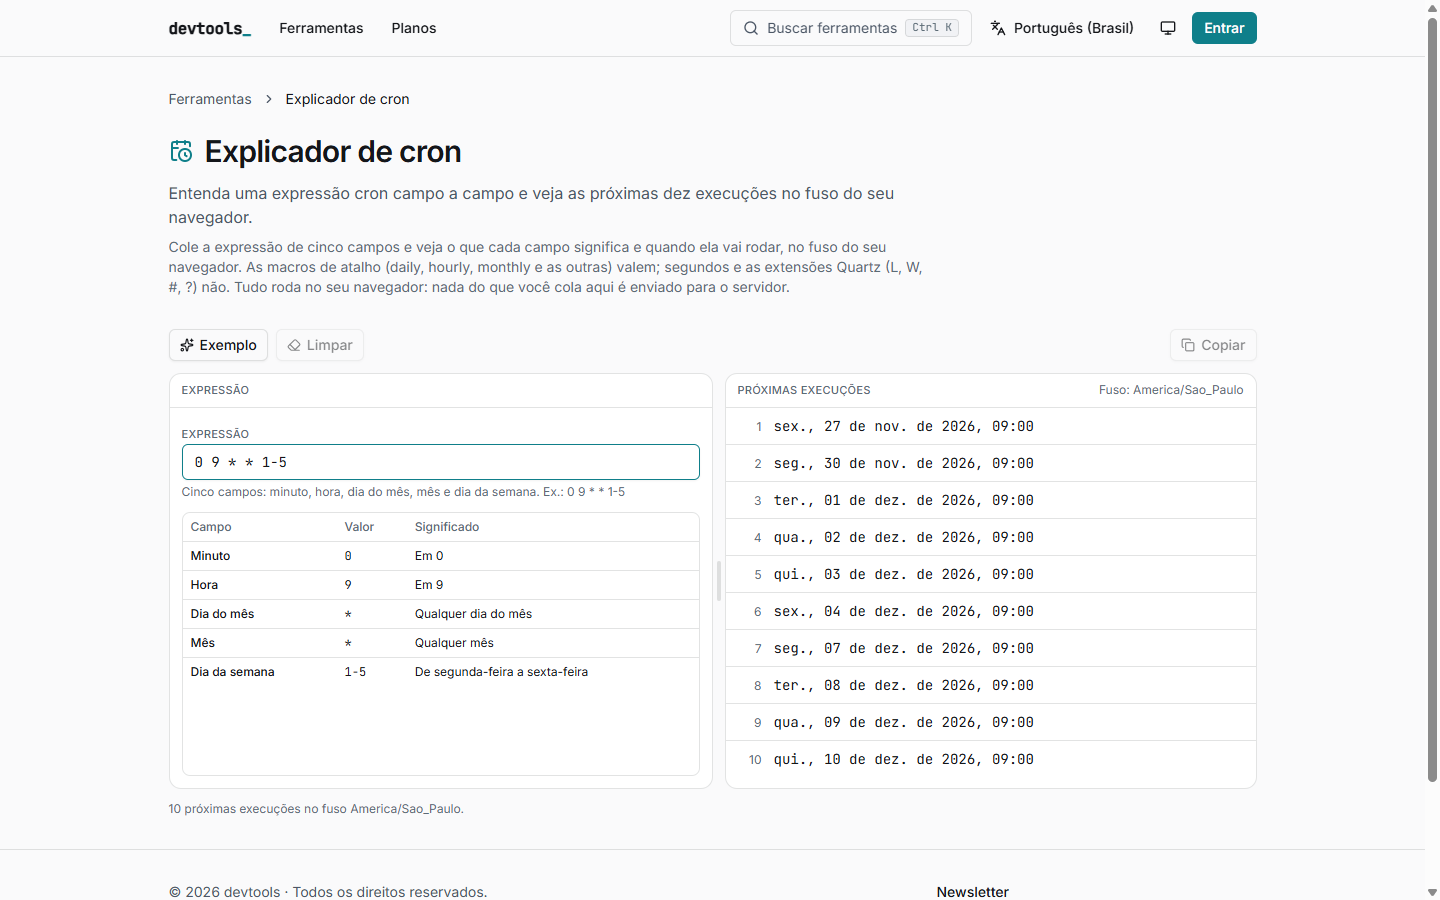 devtools_
Ferramentas
Planos
Buscar ferramentas
Ctrl K
Português (Brasil)
Entrar
Ferramentas
Explicador de cron
Explicador de cron
Entenda uma expressão cron campo a campo e veja as próximas dez execuções no fuso do seu
navegador.
Cole a expressão de cinco campos e veja o que cada campo significa e quando ela vai rodar, no fuso do seu
navegador. As macros de atalho (daily, hourly, monthly e as outras) valem; segundos e as extensões Quartz (L, W,
#, ?) não. Tudo roda no seu navegador: nada do que você cola aqui é enviado para o servidor.
Exemplo
Limpar
Copiar
EXPRESSÃO
EXPRESSÃO
0 9 * * 1-5
Cinco campos: minuto, hora, dia do mês, mês e dia da semana. Ex.: 0 9 * * 1-5
Campo Valor Significado
Minuto 0 Em 0
Hora 9 Em 9
Dia do mês * Qualquer dia do mês
Mês * Qualquer mês
Dia da semana 1-5 De segunda-feira a sexta-feira
PRÓXIMAS EXECUÇÕES
Fuso: America/Sao_Paulo
1 sex., 27 de nov. de 2026, 09:00
2 seg., 30 de nov. de 2026, 09:00
3 ter., 01 de dez. de 2026, 09:00
4 qua., 02 de dez. de 2026, 09:00
5 qui., 03 de dez. de 2026, 09:00
6 sex., 04 de dez. de 2026, 09:00
7 seg., 07 de dez. de 2026, 09:00
8 ter., 08 de dez. de 2026, 09:00
9 qua., 09 de dez. de 2026, 09:00
10 qui., 10 de dez. de 2026, 09:00
10 próximas execuções no fuso America/Sao_Paulo.
© 2026 devtools · Todos os direitos reservados.
Newsletter